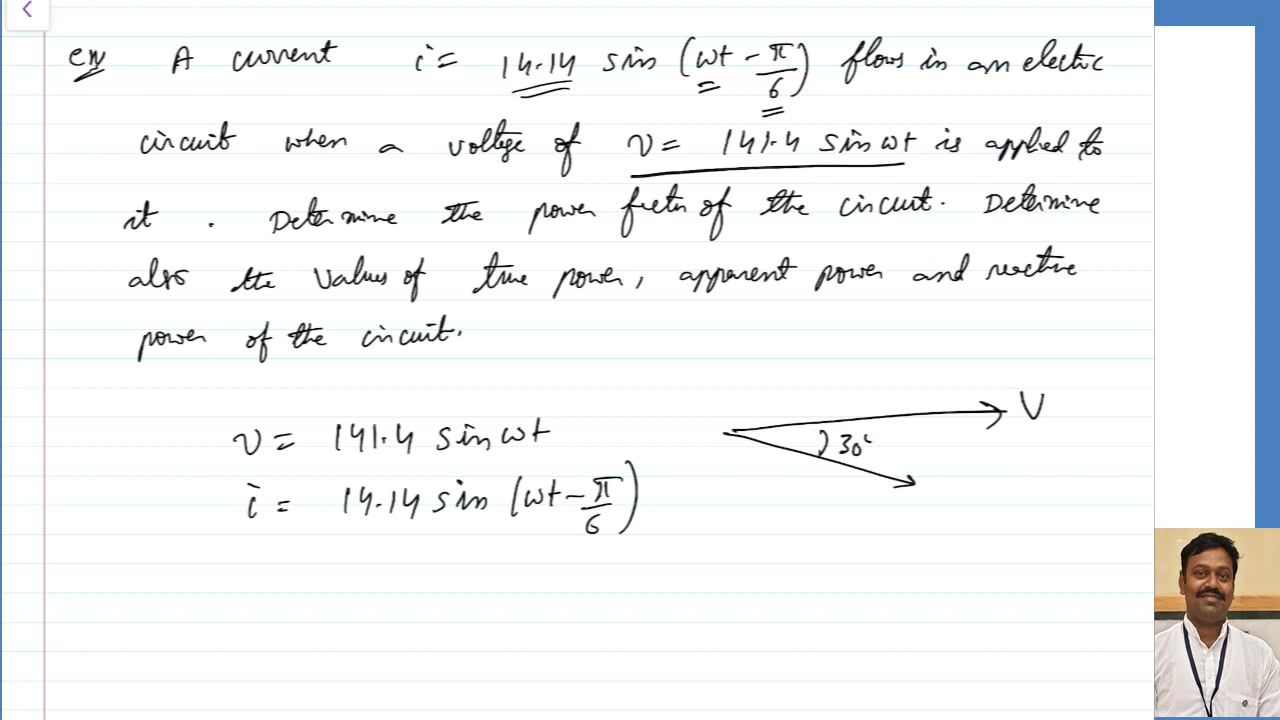 ex A current i = 14.14 sin (ωt - π/6) flows in an electric
circuit when a voltage of v = 141.4 sin ωt is applied to
it. Determine the power factor of the circuit. Determine
also the values of true power, apparent power and reactive
power of the circuit.
v = 141.4 sin ωt
V
30°
i = 14.14 sin (ωt - π/6)